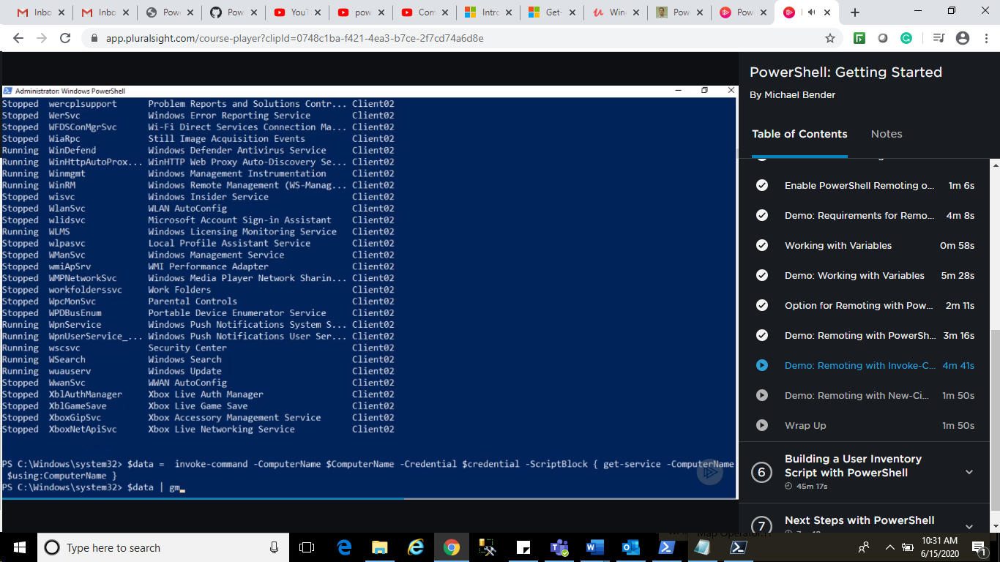 Inbo
Inbo
Powe
Pow
YouT
pow
Com
Intro
Get-
Win
Pow
Pow
app.pluralsight.com/course-player?clipId=0748c1ba-f421-4ea3-b7ce-2f7cd74a6d8e
Administrator: Windows PowerShell
Stopped wercplsupport Problem Reports and Solutions Contr... Client02
Stopped WerSvc Windows Error Reporting Service Client02
Stopped WFDSConMgrSvc Wi-Fi Direct Services Connection Ma... Client02
Stopped WiaRpc Still Image Acquisition Events Client02
Running WinDefend Windows Defender Antivirus Service Client02
Running WinHttpAutoProx... WinHTTP Web Proxy Auto-Discovery Se... Client02
Running Winmgmt Windows Management Instrumentation Client02
Running WinRM Windows Remote Management (WS-Manag... Client02
Stopped wisvc Windows Insider Service Client02
Stopped WlanSvc WLAN AutoConfig Client02
Stopped wlidsvc Microsoft Account Sign-in Assistant Client02
Running WLMS Windows Licensing Monitoring Service Client02
Stopped wlpasvc Local Profile Assistant Service Client02
Stopped WManSvc Windows Management Service Client02
Stopped wmiApSrv WMI Performance Adapter Client02
Stopped WMPNetworkSvc Windows Media Player Network Sharin... Client02
Stopped workfolderssvc Work Folders Client02
Stopped WpcMonSvc Parental Controls Client02
Stopped WPDBusEnum Portable Device Enumerator Service Client02
Running WpnService Windows Push Notifications System S... Client02
Running WpnUserService_... Windows Push Notifications User Ser... Client02
Running wscsvc Security Center Client02
Running WSearch Windows Search Client02
Running wuauserv Windows Update Client02
Stopped WwanSvc WWAN AutoConfig Client02
Stopped XblAuthManager Xbox Live Auth Manager Client02
Stopped XblGameSave Xbox Live Game Save Client02
Stopped XboxGipSvc Xbox Accessory Management Service Client02
Stopped XboxNetApiSvc Xbox Live Networking Service Client02
PS C:\Windows\system32> $data =  invoke-command -ComputerName $ComputerName -Credential $credential -ScriptBlock { get-service -ComputerName
$using:ComputerName }
PS C:\Windows\system32> $data | gm
PowerShell: Getting Started
By Michael Bender
Table of Contents
Notes
Enable PowerShell Remoting o... 1m 6s
Demo: Requirements for Remo... 4m 8s
Working with Variables 0m 58s
Demo: Working with Variables 5m 28s
Option for Remoting with Pow... 2m 11s
Demo: Remoting with PowerSh... 3m 16s
Demo: Remoting with Invoke-C... 4m 41s
Demo: Remoting with New-Ci... 1m 50s
Wrap Up 1m 50s
6
Building a User Inventory
Script with PowerShell
45m 17s
7
Next Steps with PowerShell
Type here to search
10:31 AM
6/15/2020
1